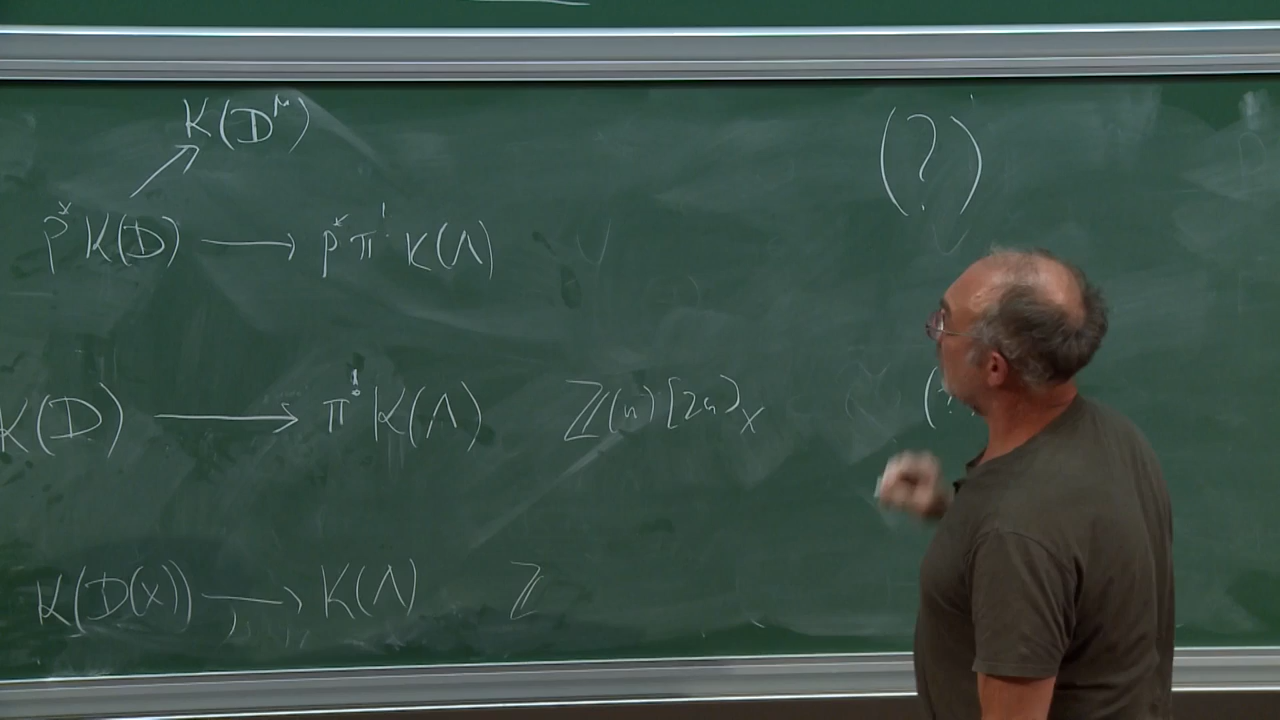 K(D^μ) (?)
↗
p^* K(D) ⟶ p^* π^! K(Λ)
K(D) ⟶ π^! K(Λ) ℤ(n)[2n]_X (?
K(D(X)) ⟶ K(Λ) ℤ